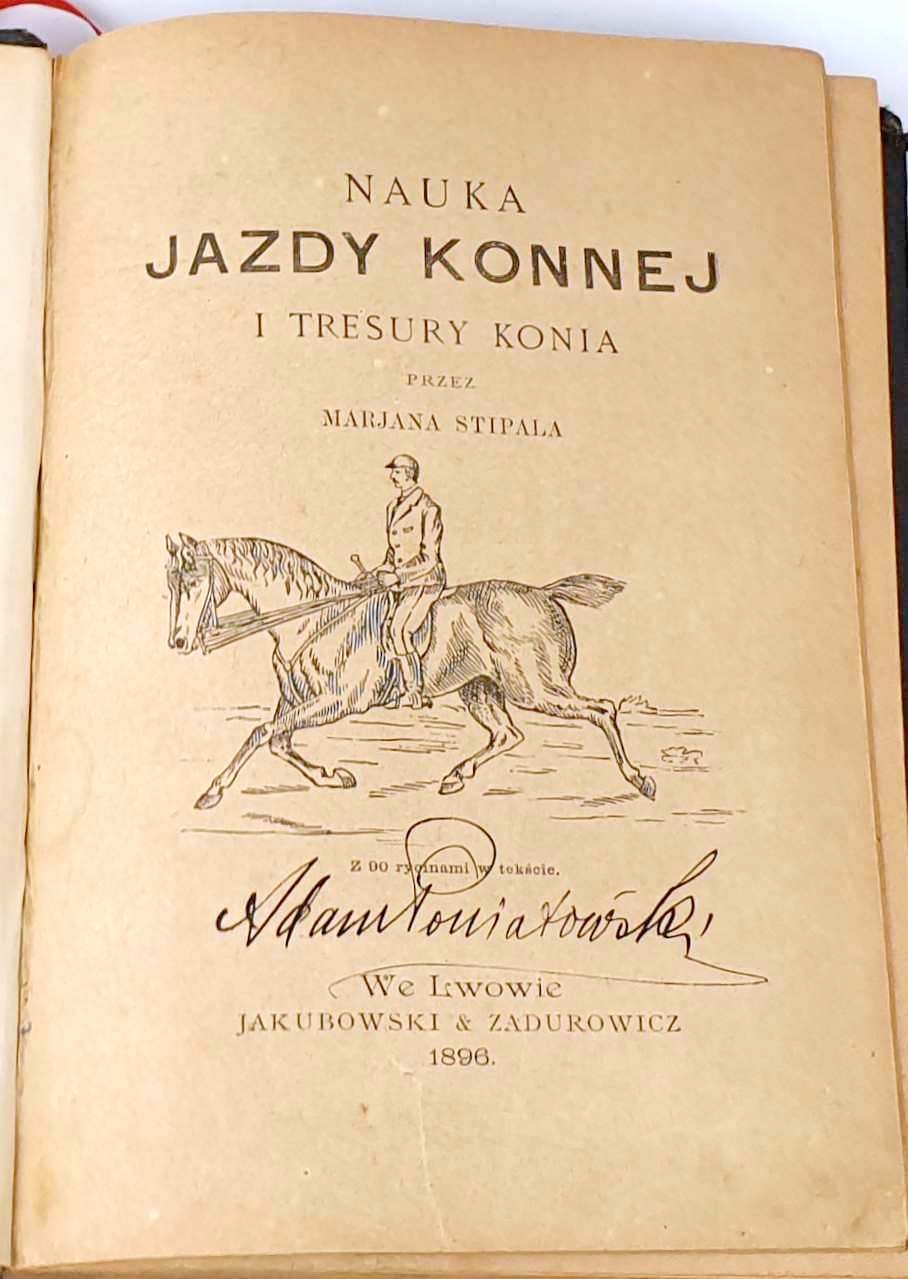 NAUKA
JAZDY KONNEJ
I TRESURY KONIA
PRZEZ
MARJANA STIPALA
Z 90 rycinami w tekście.
Adam Poniatowski
We Lwowie
JAKUBOWSKI & ZADUROWICZ
1896.